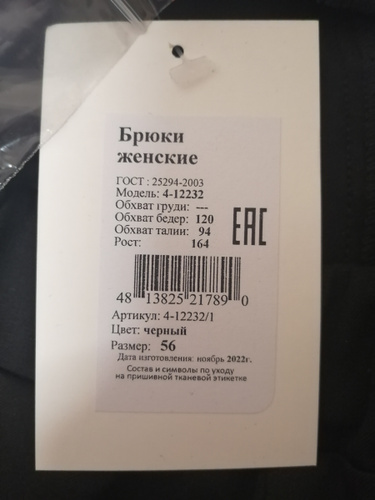 Брюки
женские
ГОСТ : 25294-2003
Модель: 4-12232
Обхват груди: ---
Обхват бедер: 120
Обхват талии: 94
Рост: 164
EAC
48 13825 21789 0
Артикул: 4-12232/1
Цвет: черный
Размер: 56
Дата изготовления: ноябрь 2022г.
Состав и символы по уходу
на пришивной тканевой этикетке